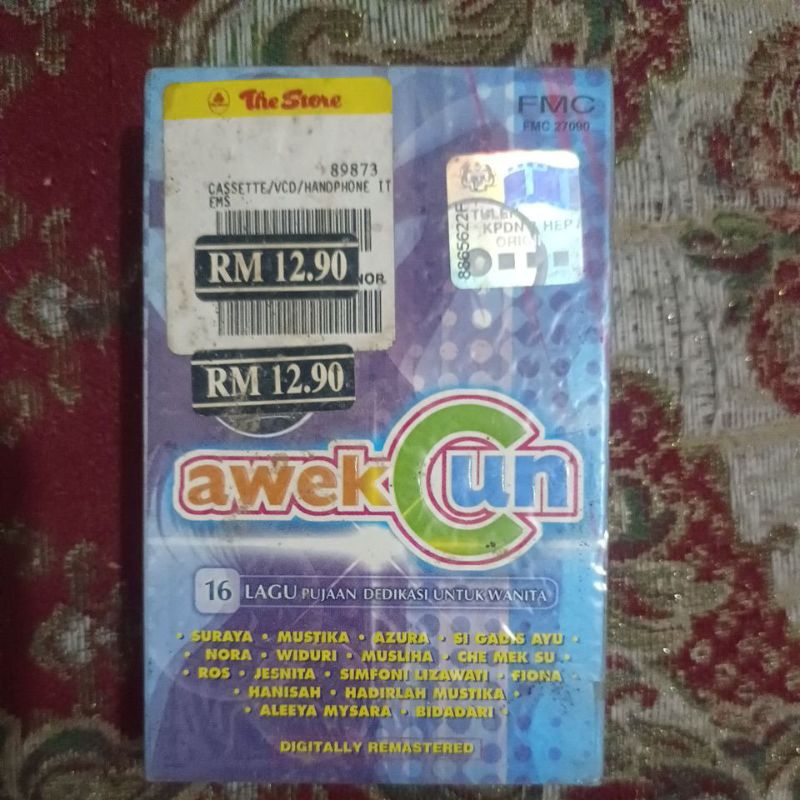 The Store
89873
CASSETTE/VCD/HANDPHONE IT
EMS
RM 12.90
NOR
RM 12.90
FMC
FMC 27090
8865622F
KPDN HEP
awek Cun
16 LAGU PUJAAN DEDIKASI UNTUK WANITA
• SURAYA • MUSTIKA • AZURA • SI GADIS AYU •
• NORA • WIDURI • MUSLIHA • CHE MEK SU •
• ROS • JESNITA • SIMFONI LIZAWATI • FIONA •
• HANISAH • HADIRLAH MUSTIKA •
• ALEEYA MYSARA • BIDADARI •
DIGITALLY REMASTERED